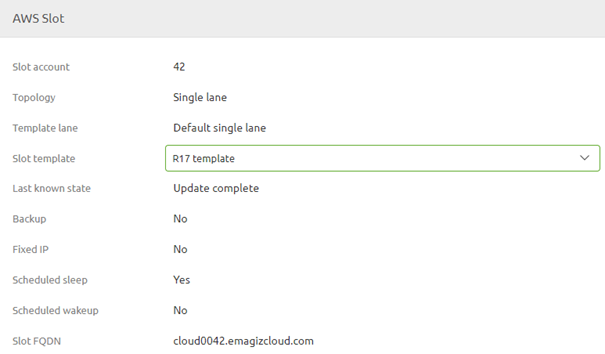 AWS Slot
Slot account 42
Topology Single lane
Template lane Default single lane
Slot template R17 template
Last known state Update complete
Backup No
Fixed IP No
Scheduled sleep Yes
Scheduled wakeup No
Slot FQDN cloud0042.emagizcloud.com